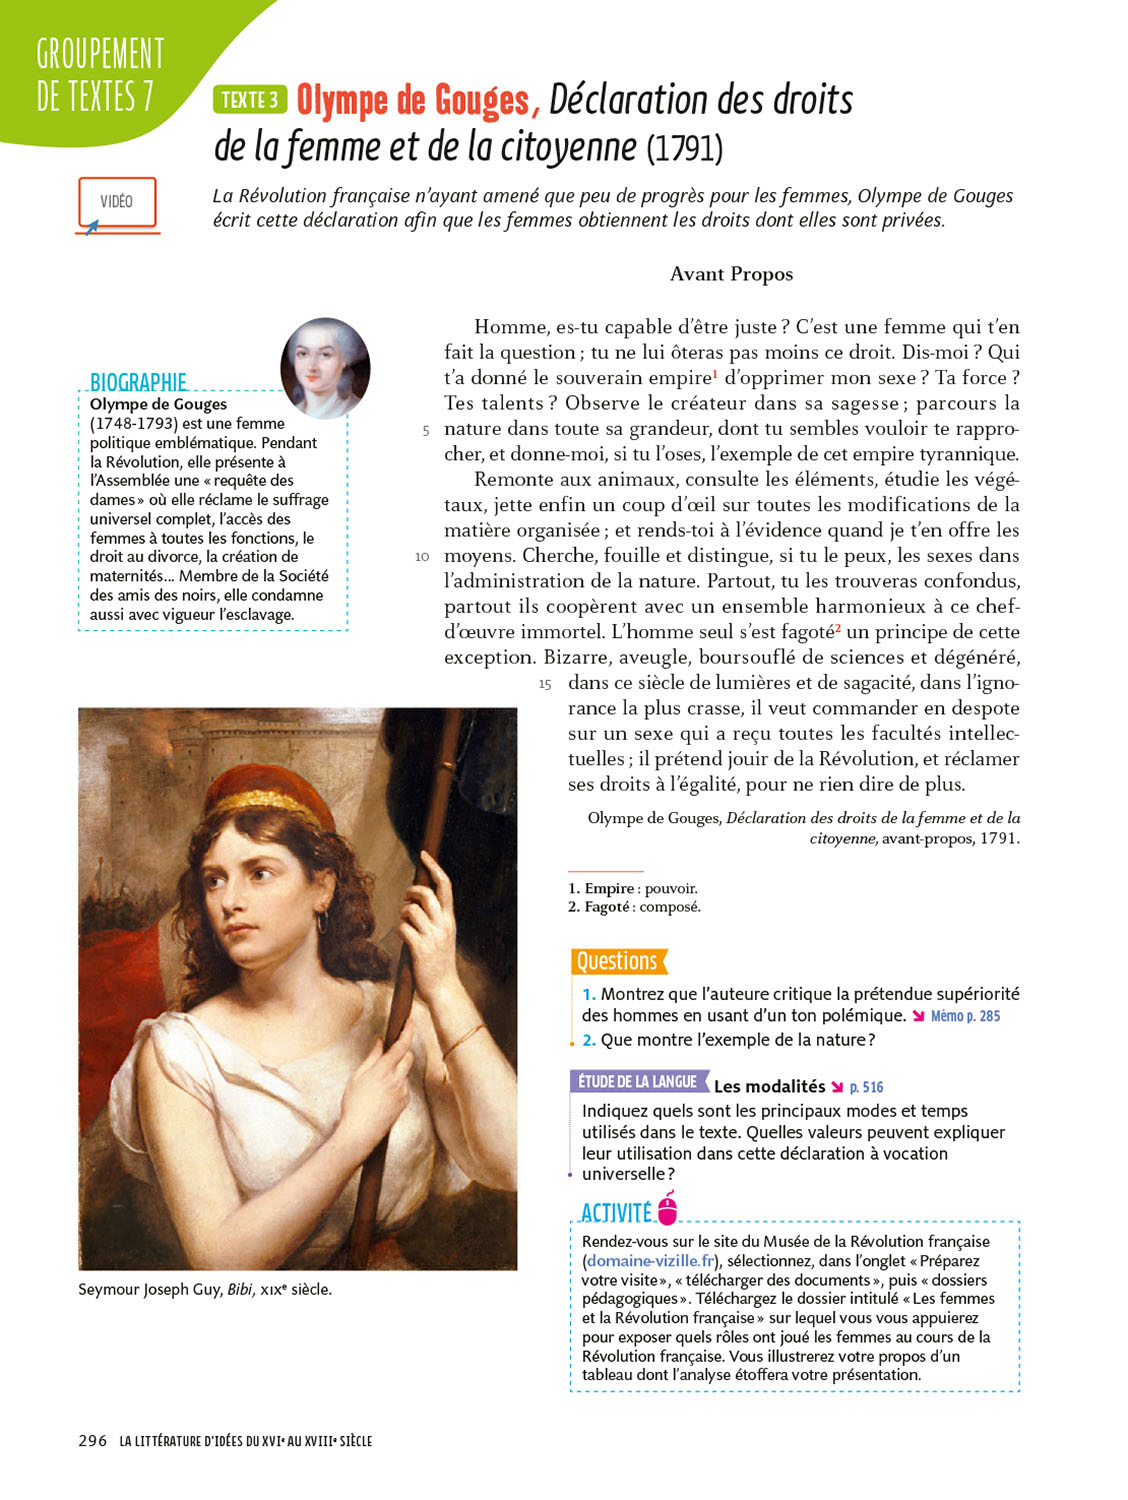 GROUPEMENT
DE TEXTES 7
TEXTE 3 Olympe de Gouges, Déclaration des droits
de la femme et de la citoyenne (1791)
VIDÉO
La Révolution française n'ayant amené que peu de progrès pour les femmes, Olympe de Gouges
écrit cette déclaration afin que les femmes obtiennent les droits dont elles sont privées.
Avant Propos
Homme, es-tu capable d'être juste ? C'est une femme qui t'en
fait la question ; tu ne lui ôteras pas moins ce droit. Dis-moi ? Qui
t'a donné le souverain empire1 d'opprimer mon sexe ? Ta force ?
Tes talents ? Observe le créateur dans sa sagesse ; parcours la
5 nature dans toute sa grandeur, dont tu sembles vouloir te rappro-
cher, et donne-moi, si tu l'oses, l'exemple de cet empire tyrannique.
Remonte aux animaux, consulte les éléments, étudie les végé-
taux, jette enfin un coup d'œil sur toutes les modifications de la
matière organisée ; et rends-toi à l'évidence quand je t'en offre les
10 moyens. Cherche, fouille et distingue, si tu le peux, les sexes dans
l'administration de la nature. Partout, tu les trouveras confondus,
partout ils coopèrent avec un ensemble harmonieux à ce chef-
d'œuvre immortel. L'homme seul s'est fagoté2 un principe de cette
exception. Bizarre, aveugle, boursouflé de sciences et dégénéré,
15 dans ce siècle de lumières et de sagacité, dans l'igno-
rance la plus crasse, il veut commander en despote
sur un sexe qui a reçu toutes les facultés intellec-
tuelles ; il prétend jouir de la Révolution, et réclamer
ses droits à l'égalité, pour ne rien dire de plus.
Olympe de Gouges, Déclaration des droits de la femme et de la
citoyenne, avant-propos, 1791.
1. Empire : pouvoir.
2. Fagoté : composé.
BIOGRAPHIE
Olympe de Gouges
(1748-1793) est une femme
politique emblématique. Pendant
la Révolution, elle présente à
l'Assemblée une « requête des
dames » où elle réclame le suffrage
universel complet, l'accès des
femmes à toutes les fonctions, le
droit au divorce, la création de
maternités... Membre de la Société
des amis des noirs, elle condamne
aussi avec vigueur l'esclavage.
Seymour Joseph Guy, Bibi, XIXe siècle.
Questions
1. Montrez que l'auteure critique la prétendue supériorité
des hommes en usant d'un ton polémique. ➘ Mémo p. 285
2. Que montre l'exemple de la nature ?
ÉTUDE DE LA LANGUE Les modalités ➘ p. 516
Indiquez quels sont les principaux modes et temps
utilisés dans le texte. Quelles valeurs peuvent expliquer
leur utilisation dans cette déclaration à vocation
universelle ?
ACTIVITÉ
Rendez-vous sur le site du Musée de la Révolution française
(domaine-vizille.fr), sélectionnez, dans l'onglet « Préparez
votre visite », « télécharger des documents », puis « dossiers
pédagogiques ». Téléchargez le dossier intitulé « Les femmes
et la Révolution française » sur lequel vous vous appuierez
pour exposer quels rôles ont joué les femmes au cours de la
Révolution française. Vous illustrerez votre propos d'un
tableau dont l'analyse étoffera votre présentation.
296 LA LITTÉRATURE D'IDÉES DU XVIe AU XVIIIe SIÈCLE